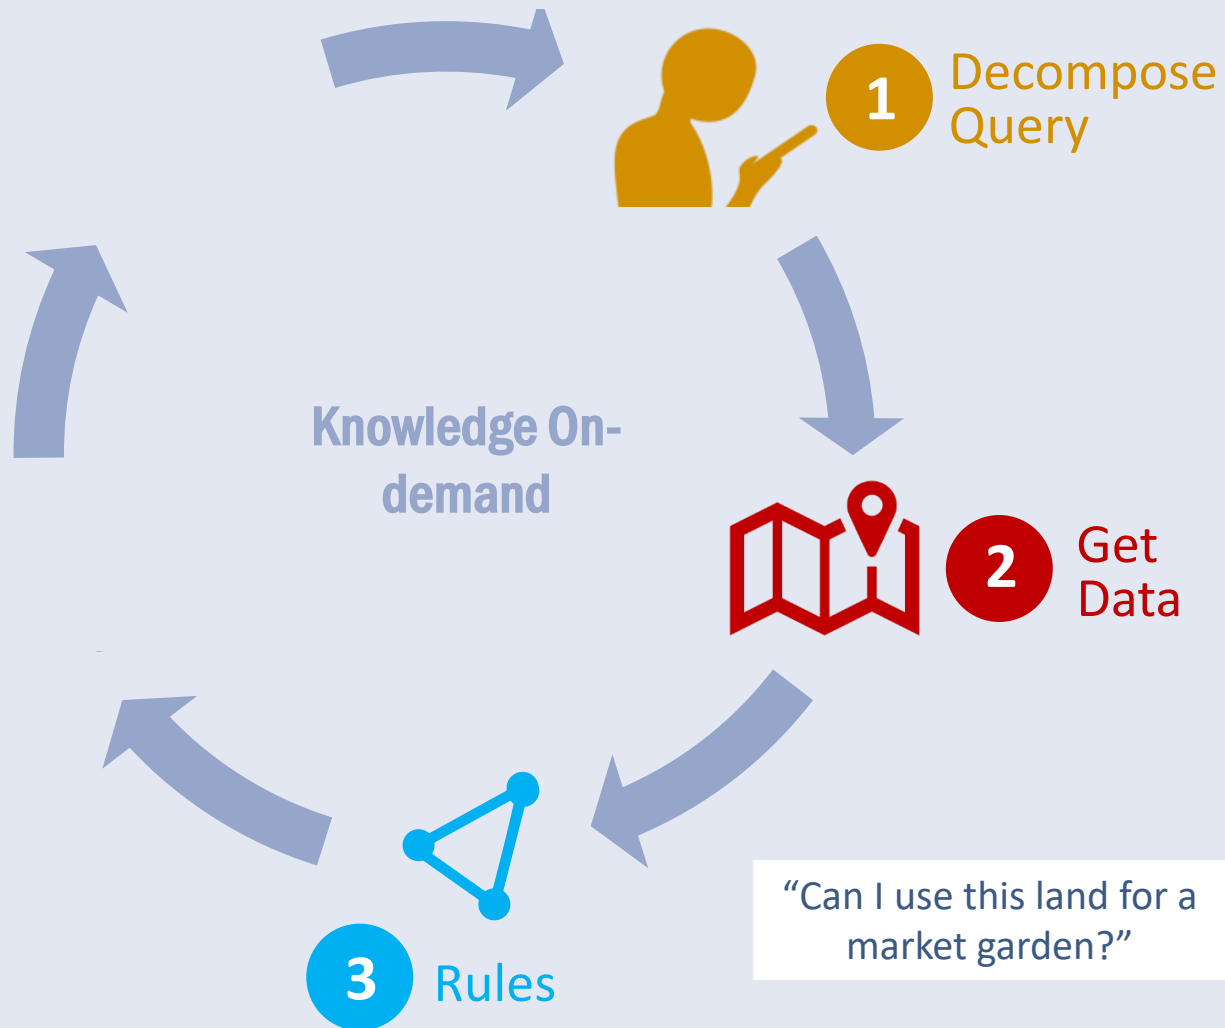 1
Decompose
Query
Knowledge On-
demand
2
Get
Data
3
Rules
“Can I use this land for a
market garden?”